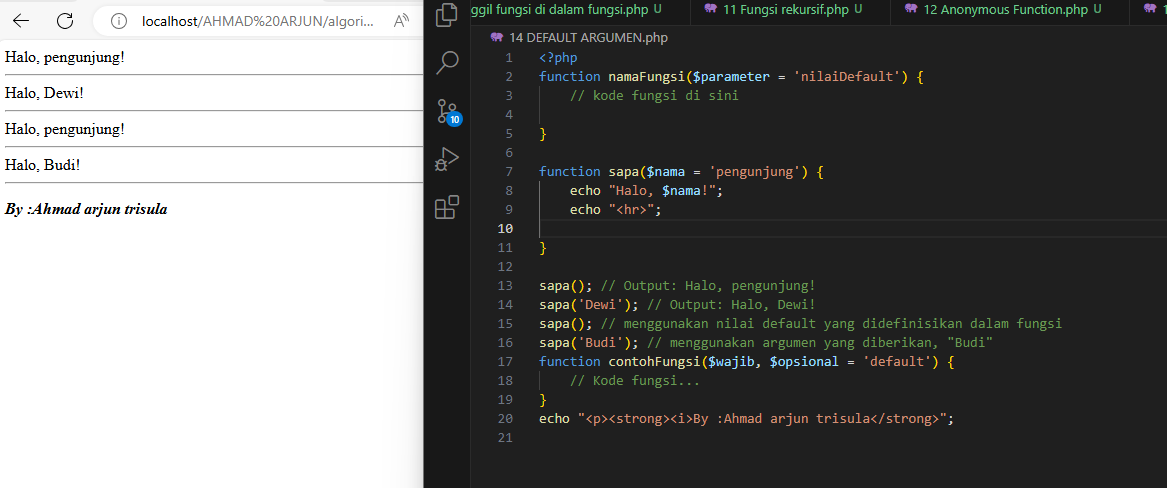 localhost/AHMAD%20ARJUN/algori...
Halo, pengunjung!
Halo, Dewi!
Halo, pengunjung!
Halo, Budi!
By :Ahmad arjun trisula
ggil fungsi di dalam fungsi.php U
11 Fungsi rekursif.php U
12 Anonymous Function.php U
1
14 DEFAULT ARGUMEN.php
10
1 <?php
2 function namaFungsi($parameter = 'nilaiDefault') {
3 // kode fungsi di sini
4
5 }
6
7 function sapa($nama = 'pengunjung') {
8 echo "Halo, $nama!";
9 echo "<hr>";
10
11 }
12
13 sapa(); // Output: Halo, pengunjung!
14 sapa('Dewi'); // Output: Halo, Dewi!
15 sapa(); // menggunakan nilai default yang didefinisikan dalam fungsi
16 sapa('Budi'); // menggunakan argumen yang diberikan, "Budi"
17 function contohFungsi($wajib, $opsional = 'default') {
18 // Kode fungsi...
19 }
20 echo "<p><strong><i>By :Ahmad arjun trisula</strong>";
21